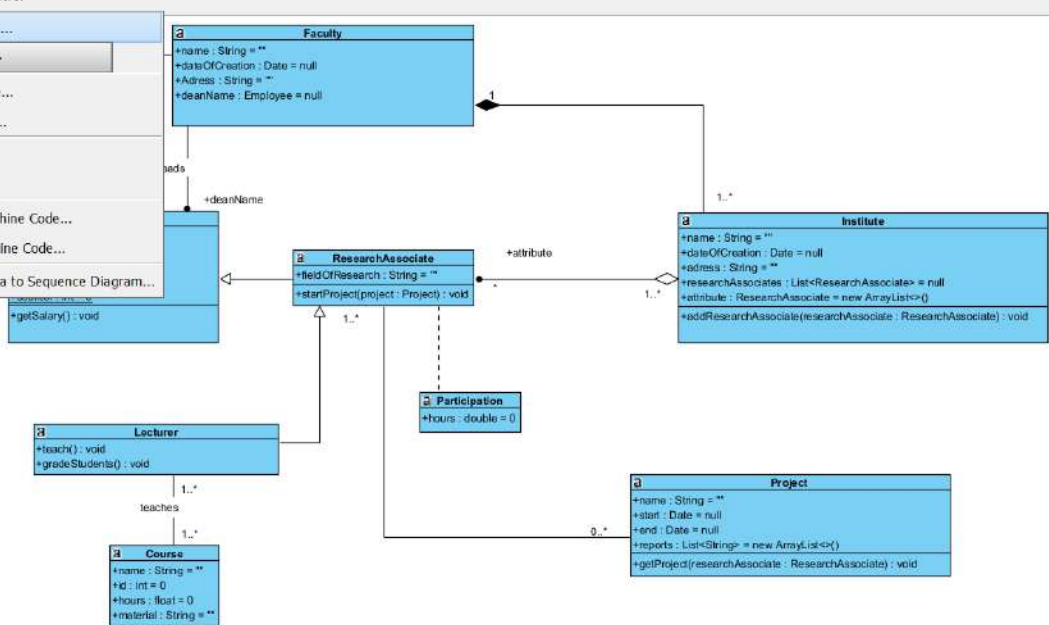 Faculty
+name : String = ""
+dateOfCreation : Date = null
+Adress : String = ""
+deanName : Employee = null
1
1..*
+deanName
hine Code...
ine Code...
a to Sequence Diagram...
+getSalary() : void
a ResearchAssociate
+fieldOfResearch : String = ""
+startProject(project : Project) : void
1..*
+attribute
*
1..*
a Institute
+name : String = ""
+dateOfCreation : Date = null
+adress : String = ""
+researchAssociates : List<ResearchAssociate> = null
+attribute : ResearchAssociate = new ArrayList<>()
+addResearchAssociate(researchAssociate : ResearchAssociate) : void
a Participation
+hours : double = 0
a Lecturer
+teach() : void
+gradeStudents() : void
1..*
teaches
1..*
a Course
+name : String = ""
+id : int = 0
+hours : float = 0
+material : String = ""
0..*
a Project
+name : String = ""
+start : Date = null
+end : Date = null
+reports : List<String> = new ArrayList<>()
+getProject(researchAssociate : ResearchAssociate) : void